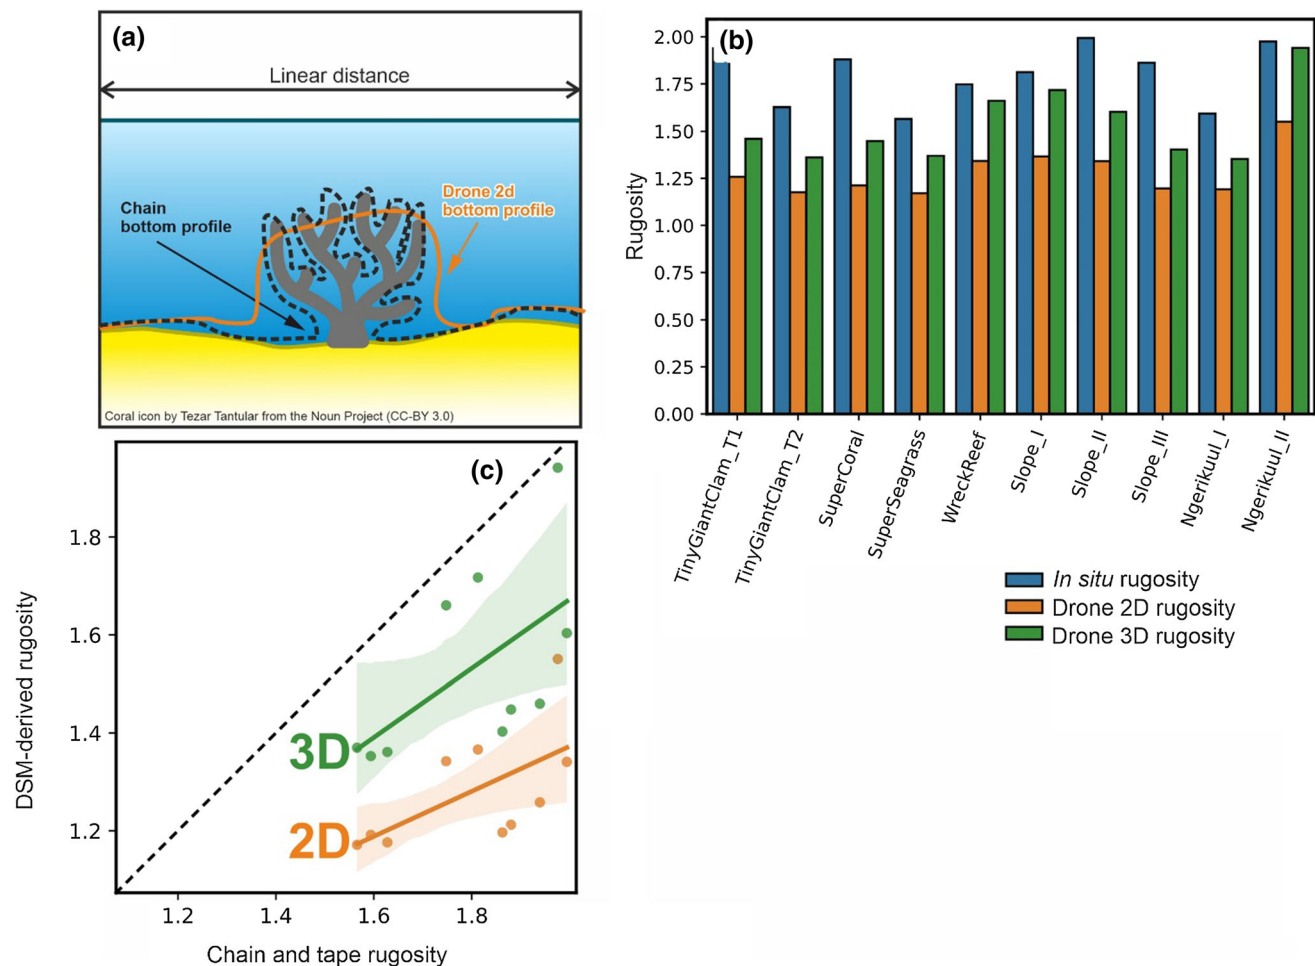 (a)
Linear distance
Chain
bottom profile
Drone 2d
bottom profile
Coral icon by Tezar Tantular from the Noun Project (CC-BY 3.0)
(b)
Rugosity
2.00
1.75
1.50
1.25
1.00
0.75
0.50
0.25
0.00
TinyGiantClam_T1
TinyGiantClam_T2
SuperCoral
SuperSeagrass
WreckReef
Slope_I
Slope_II
Slope_III
Ngerikuul_I
Ngerikuul_II
In situ rugosity
Drone 2D rugosity
Drone 3D rugosity
(c)
DSM-derived rugosity
1.8
1.6
1.4
1.2
3D
2D
1.2
1.4
1.6
1.8
Chain and tape rugosity